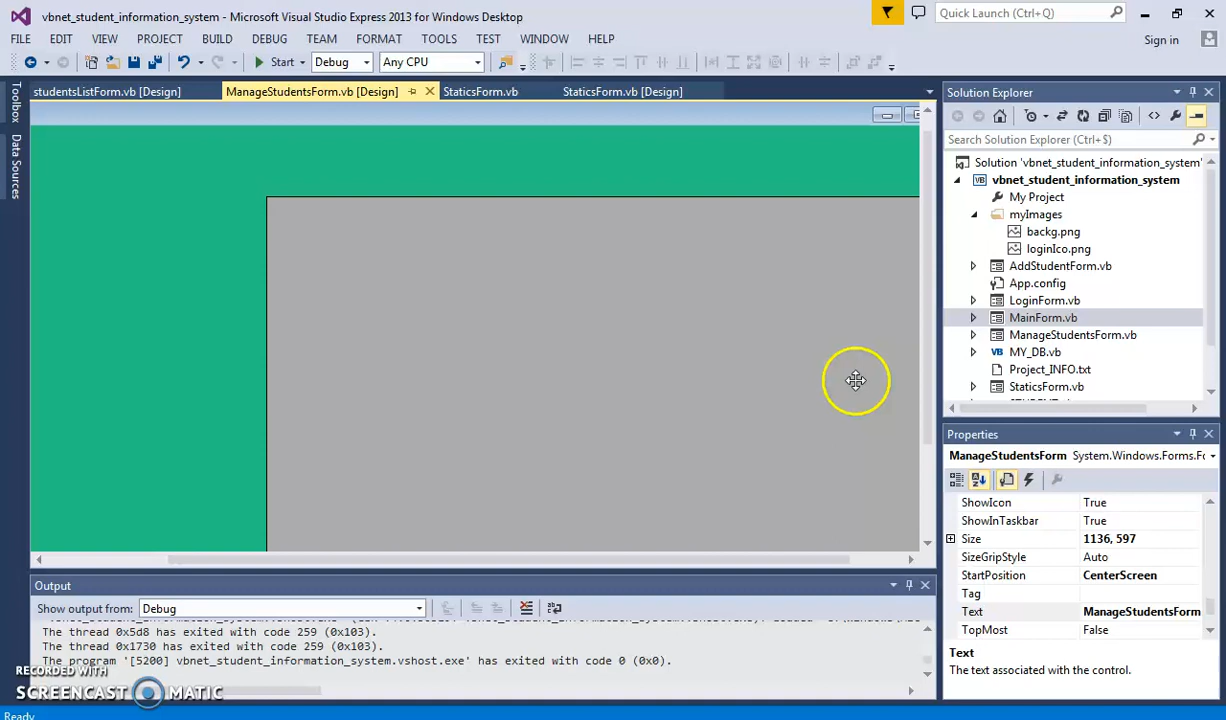 vbnet_student_information_system - Microsoft Visual Studio Express 2013 for Windows Desktop
Quick Launch (Ctrl+Q)
FILE EDIT VIEW PROJECT BUILD DEBUG TEAM FORMAT TOOLS TEST WINDOW HELP
Sign in
Start Debug Any CPU
studentsListForm.vb [Design] ManageStudentsForm.vb [Design] StaticsForm.vb StaticsForm.vb [Design]
Toolbox
Data Sources
Solution Explorer
Search Solution Explorer (Ctrl+$)
Solution 'vbnet_student_information_system'
vbnet_student_information_system
My Project
myImages
backg.png
loginIco.png
AddStudentForm.vb
App.config
LoginForm.vb
MainForm.vb
ManageStudentsForm.vb
MY_DB.vb
Project_INFO.txt
StaticsForm.vb
Properties
ManageStudentsForm System.Windows.Forms.Fo
ShowIcon True
ShowInTaskbar True
Size 1136, 597
SizeGripStyle Auto
StartPosition CenterScreen
Tag
Text ManageStudentsForm
TopMost False
Text
The text associated with the control.
Output
Show output from: Debug
The thread 0x5d8 has exited with code 259 (0x103).
The thread 0x1730 has exited with code 259 (0x103).
The program '[5200] vbnet_student_information_system.vshost.exe' has exited with code 0 (0x0).
RECORDED WITH
SCREENCAST MATIC
Ready